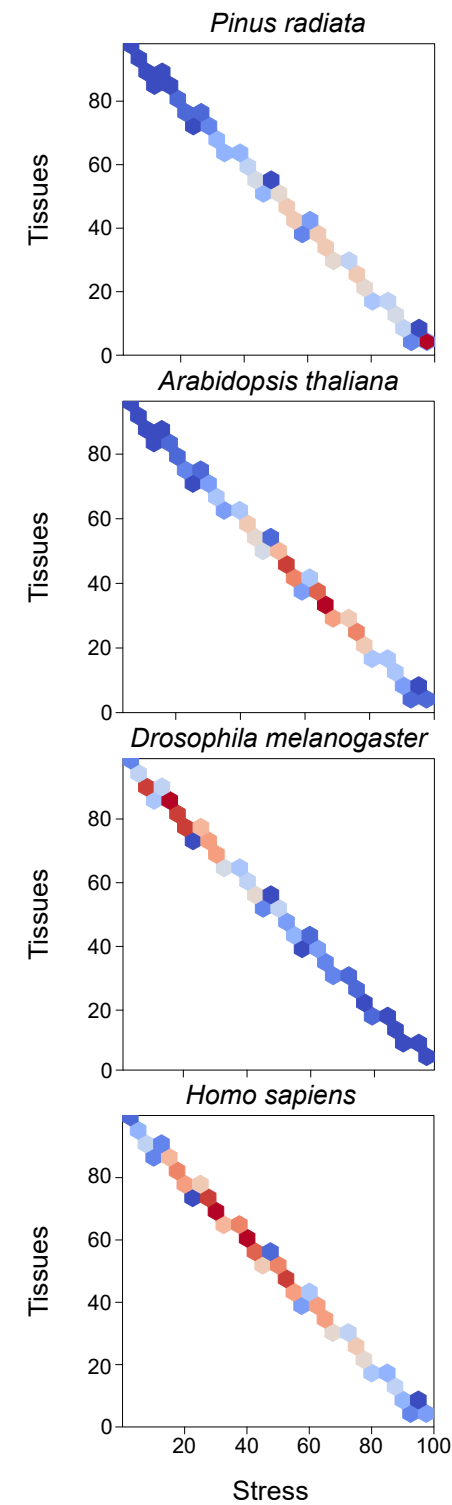 Pinus radiata
80
60
40
20
0
Tissues
Arabidopsis thaliana
80
60
40
20
0
Tissues
Drosophila melanogaster
80
60
40
20
0
Tissues
Homo sapiens
80
60
40
20
0
Tissues
20 40 60 80 100
Stress